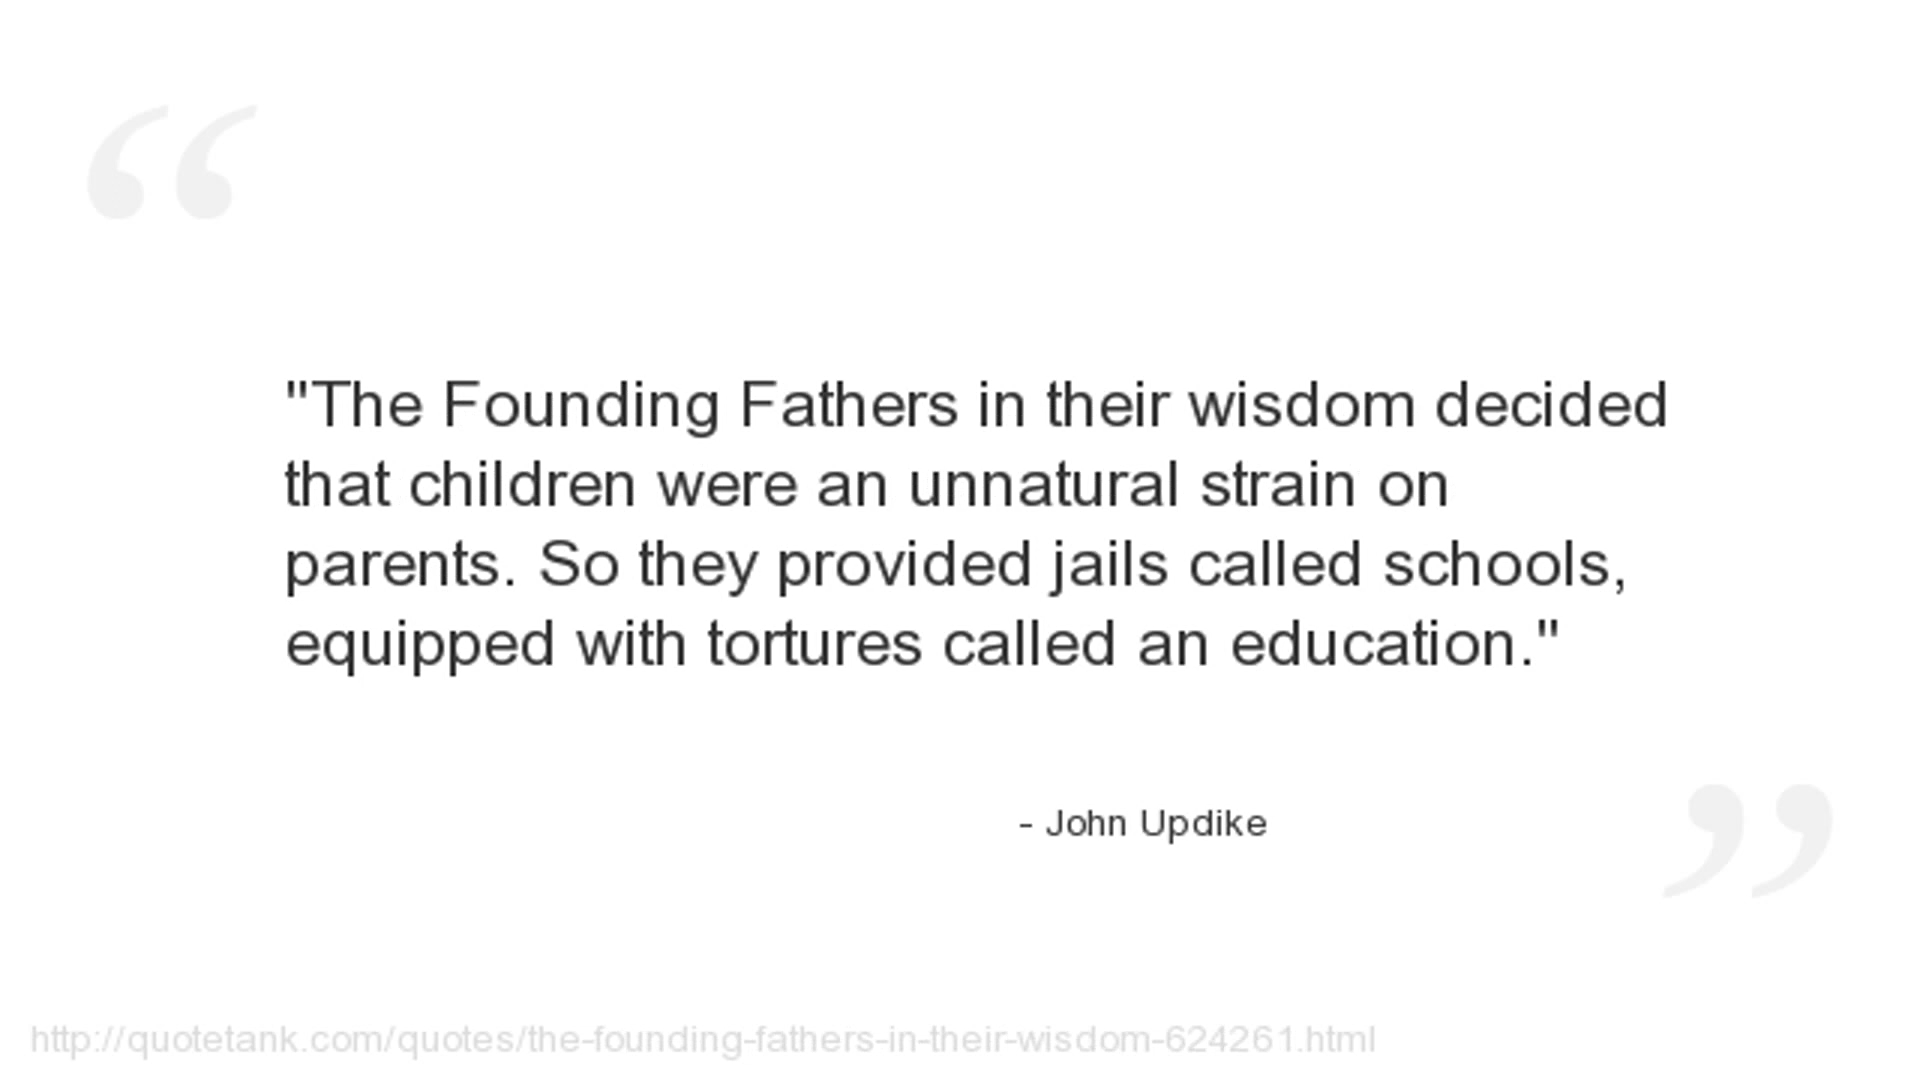 "The Founding Fathers in their wisdom decided
that children were an unnatural strain on
parents. So they provided jails called schools,
equipped with tortures called an education."
- John Updike
http://quotetank.com/quotes/the-founding-fathers-in-their-wisdom-624261.html